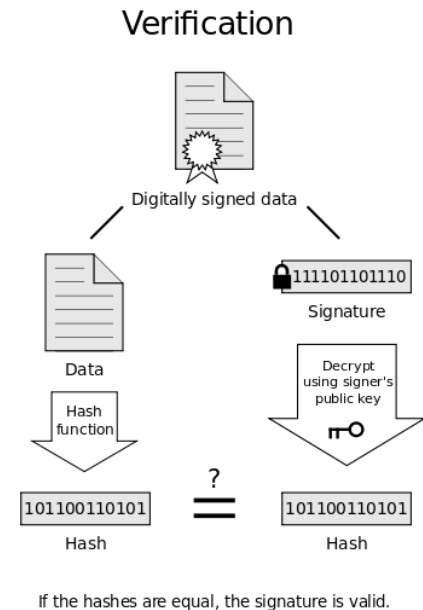 Verification
Digitally signed data
111101101110
Signature
Data
Decrypt
using signer's
public key
Hash
function
?
101100110101
=
101100110101
Hash
Hash
If the hashes are equal, the signature is valid.